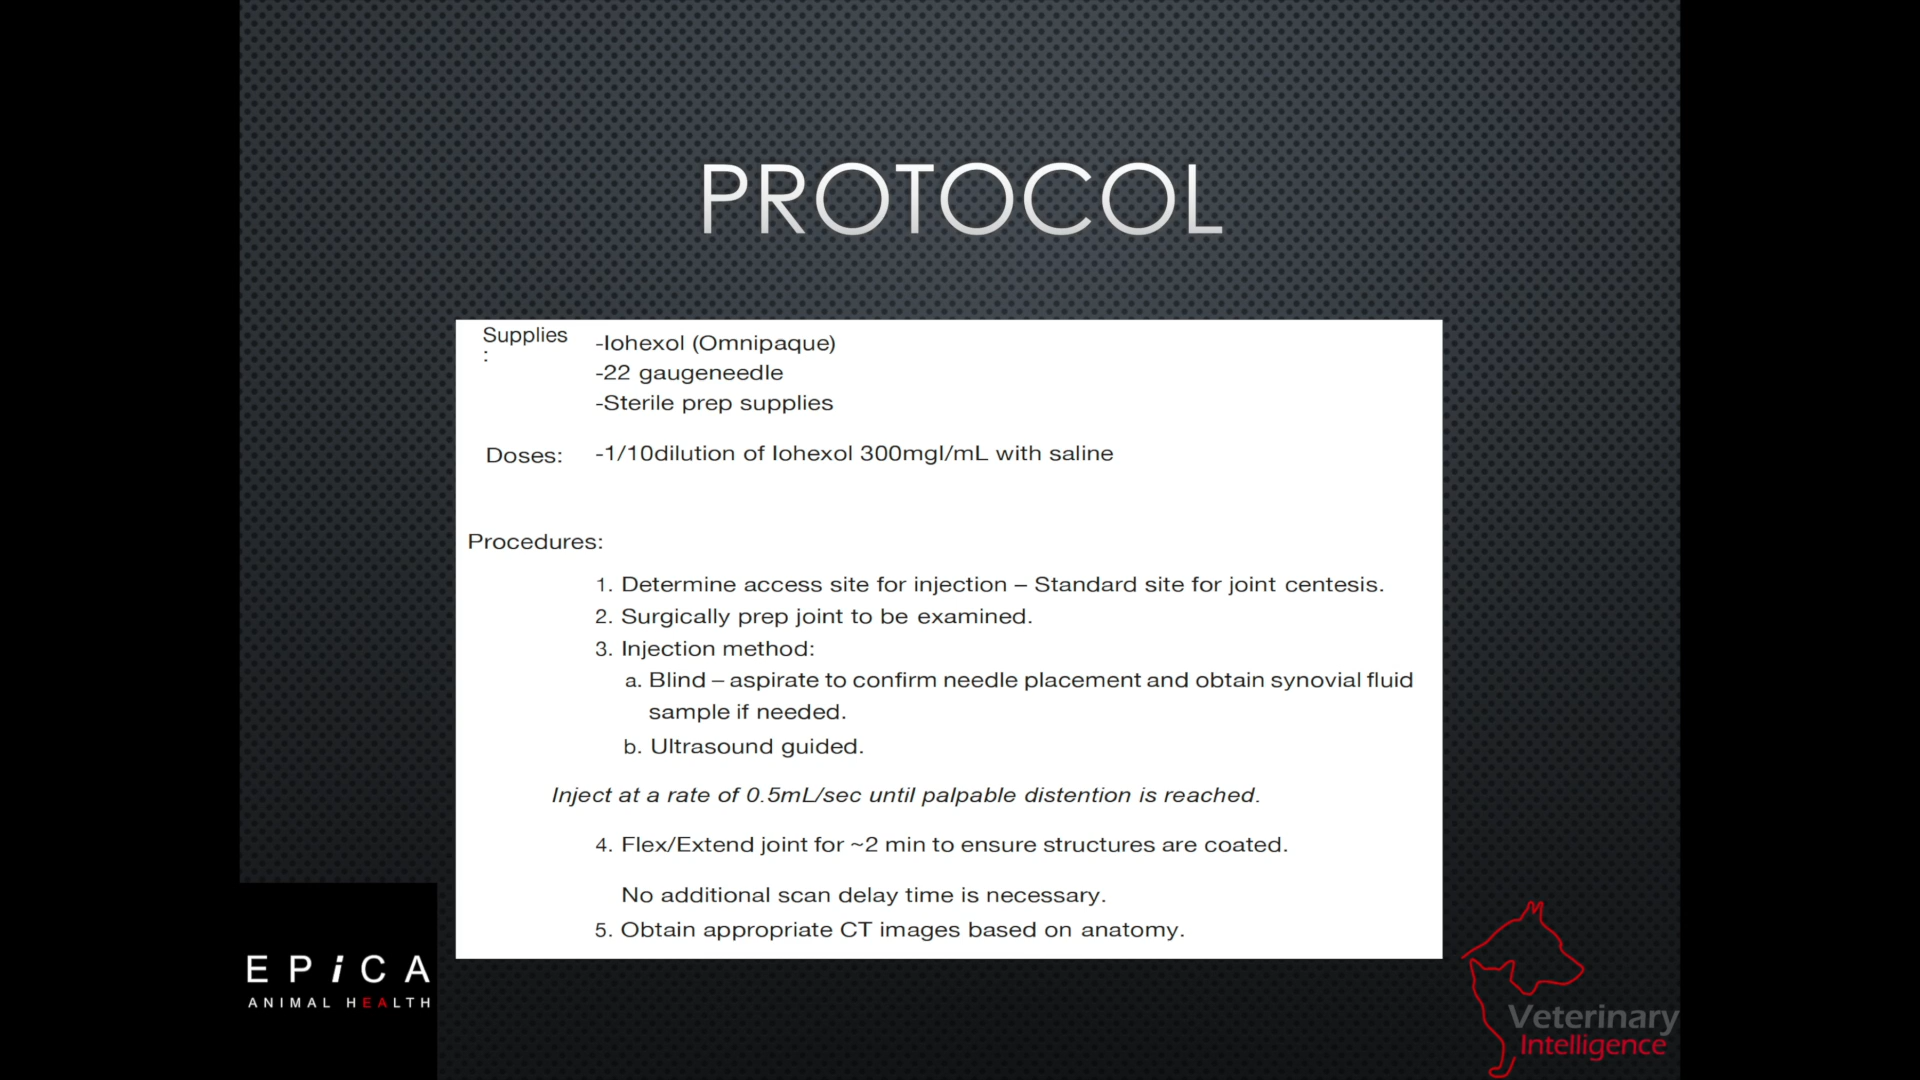 PROTOCOL
Supplies
:
-Iohexol (Omnipaque)
-22 gaugeneedle
-Sterile prep supplies
Doses: -1/10dilution of Iohexol 300mgI/mL with saline
Procedures:
1. Determine access site for injection – Standard site for joint centesis.
2. Surgically prep joint to be examined.
3. Injection method:
a. Blind – aspirate to confirm needle placement and obtain synovial fluid
sample if needed.
b. Ultrasound guided.
Inject at a rate of 0.5mL/sec until palpable distention is reached.
4. Flex/Extend joint for ~2 min to ensure structures are coated.
No additional scan delay time is necessary.
5. Obtain appropriate CT images based on anatomy.
EPiCA
ANIMAL HEALTH
Veterinary
Intelligence